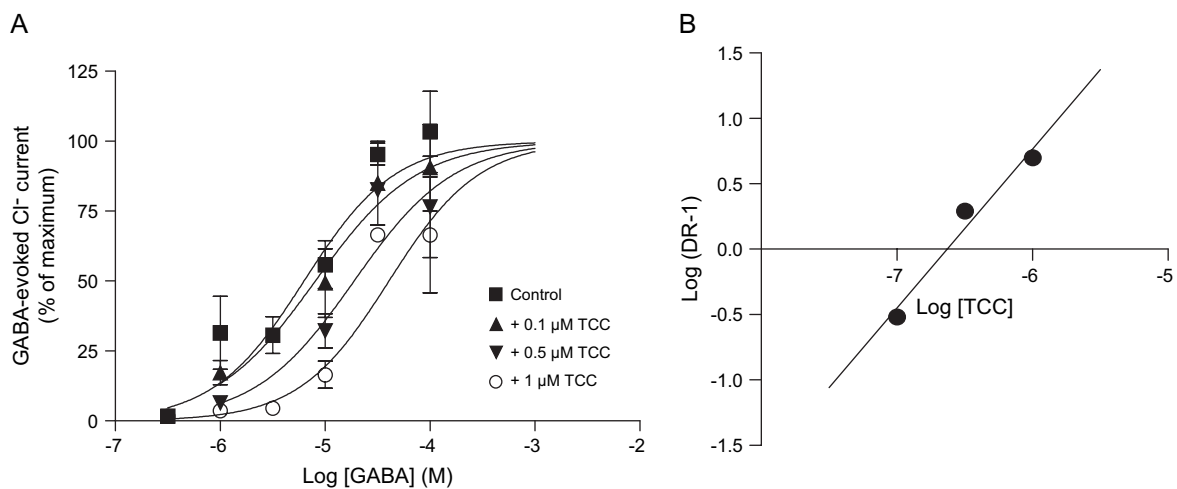 A
GABA-evoked Cl⁻ current
(% of maximum)
125
100
75
50
25
0
-7
-6
-5
-4
-3
-2
Log [GABA] (M)
Control
+ 0.1 µM TCC
+ 0.5 µM TCC
+ 1 µM TCC
B
Log (DR-1)
1.5
1.0
0.5
0.0
-0.5
-1.0
-1.5
-7
-6
-5
Log [TCC]